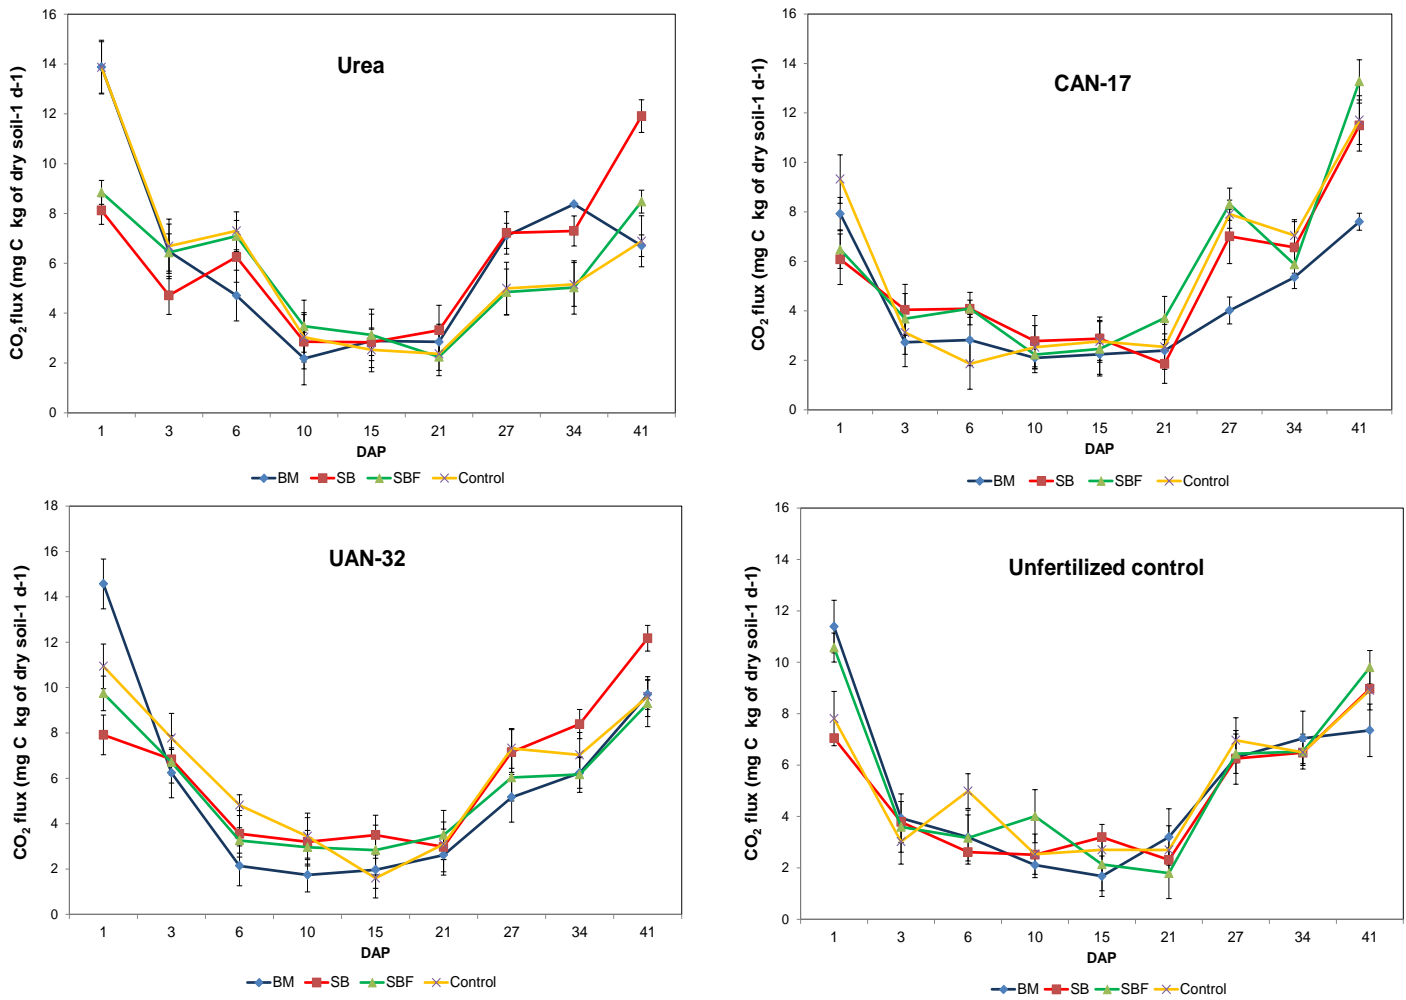 Urea
CO2 flux (mg C  kg of dry soil-1 d-1)
16
14
12
10
8
6
4
2
0
1 3 6 10 15 21 27 34 41
DAP
BM SB SBF Control
CAN-17
CO2 flux (mg C  kg of dry soil-1 d-1)
16
14
12
10
8
6
4
2
0
1 3 6 10 15 21 27 34 41
DAP
BM SB SBF Control
UAN-32
CO2 flux (mg C  kg of dry soil-1 d-1)
18
16
14
12
10
8
6
4
2
0
1 3 6 10 15 21 27 34 41
DAP
BM SB SBF Control
Unfertilized control
CO2 flux (mg C  kg of dry soil-1 d-1)
16
14
12
10
8
6
4
2
0
1 3 6 10 15 21 27 34 41
DAP
BM SB SBF Control